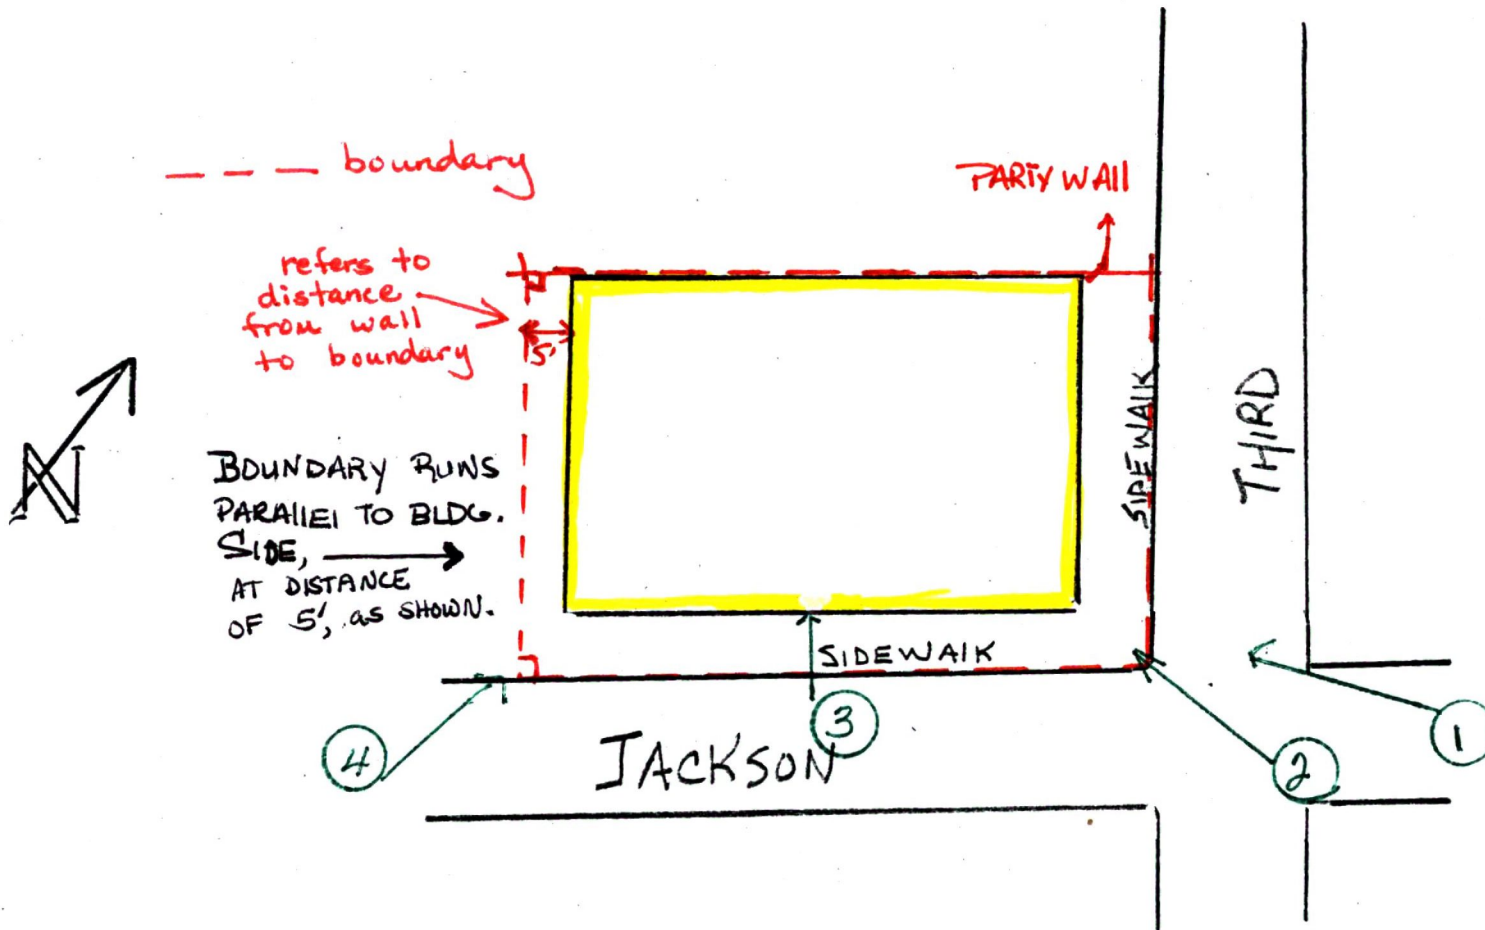 boundary
PARTY WAll
refers to
distance
from wall
to boundary
5'
N
BOUNDARY RUNS
PARAllEl TO BLDG.
SIDE,
AT DISTANCE
OF 5', AS SHOWN.
SIDEWALK
THIRD
SIDEWALK
4
3
JACKSON
2
1